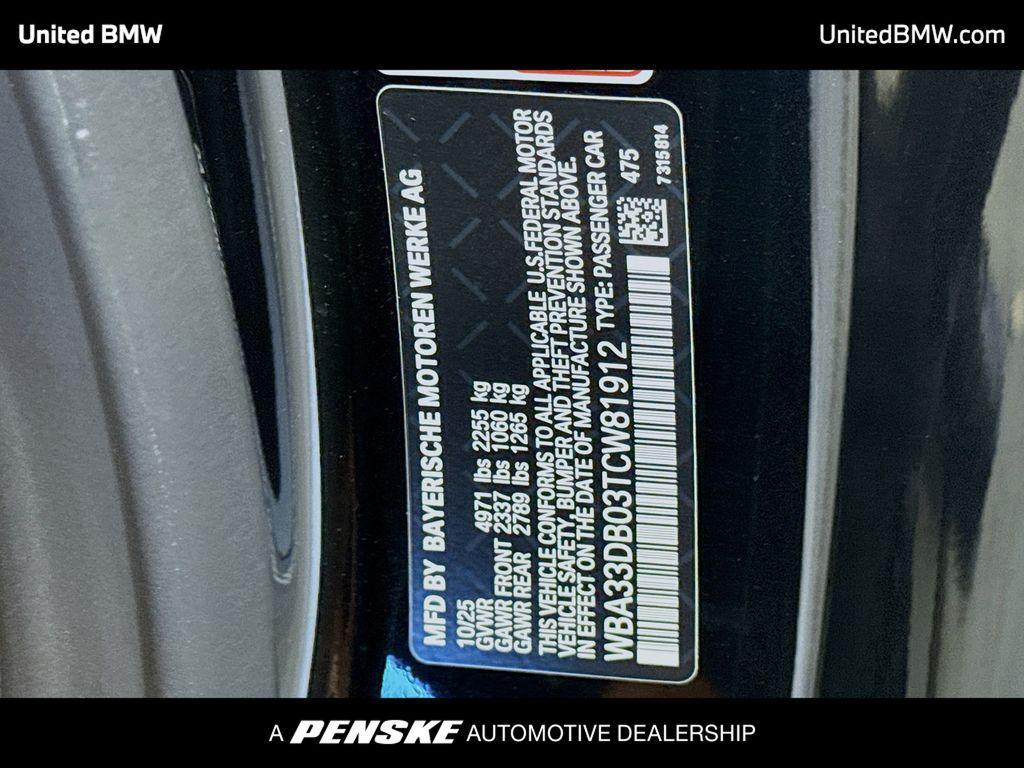 United BMW
UnitedBMW.com
MFD BY BAYERISCHE MOTOREN WERKE AG
10/25
GVWR 4971 lbs 2255 kg
GAWR FRONT 2337 lbs 1060 kg
GAWR REAR 2789 lbs 1265 kg
THIS VEHICLE CONFORMS TO ALL APPLICABLE U.S.FEDERAL MOTOR
VEHICLE SAFETY, BUMPER AND THEFT PREVENTION STANDARDS
IN EFFECT ON THE DATE OF MANUFACTURE SHOWN ABOVE.
WBA33DB03TCW81912 TYPE: PASSENGER CAR
475
7315814
A PENSKE AUTOMOTIVE DEALERSHIP